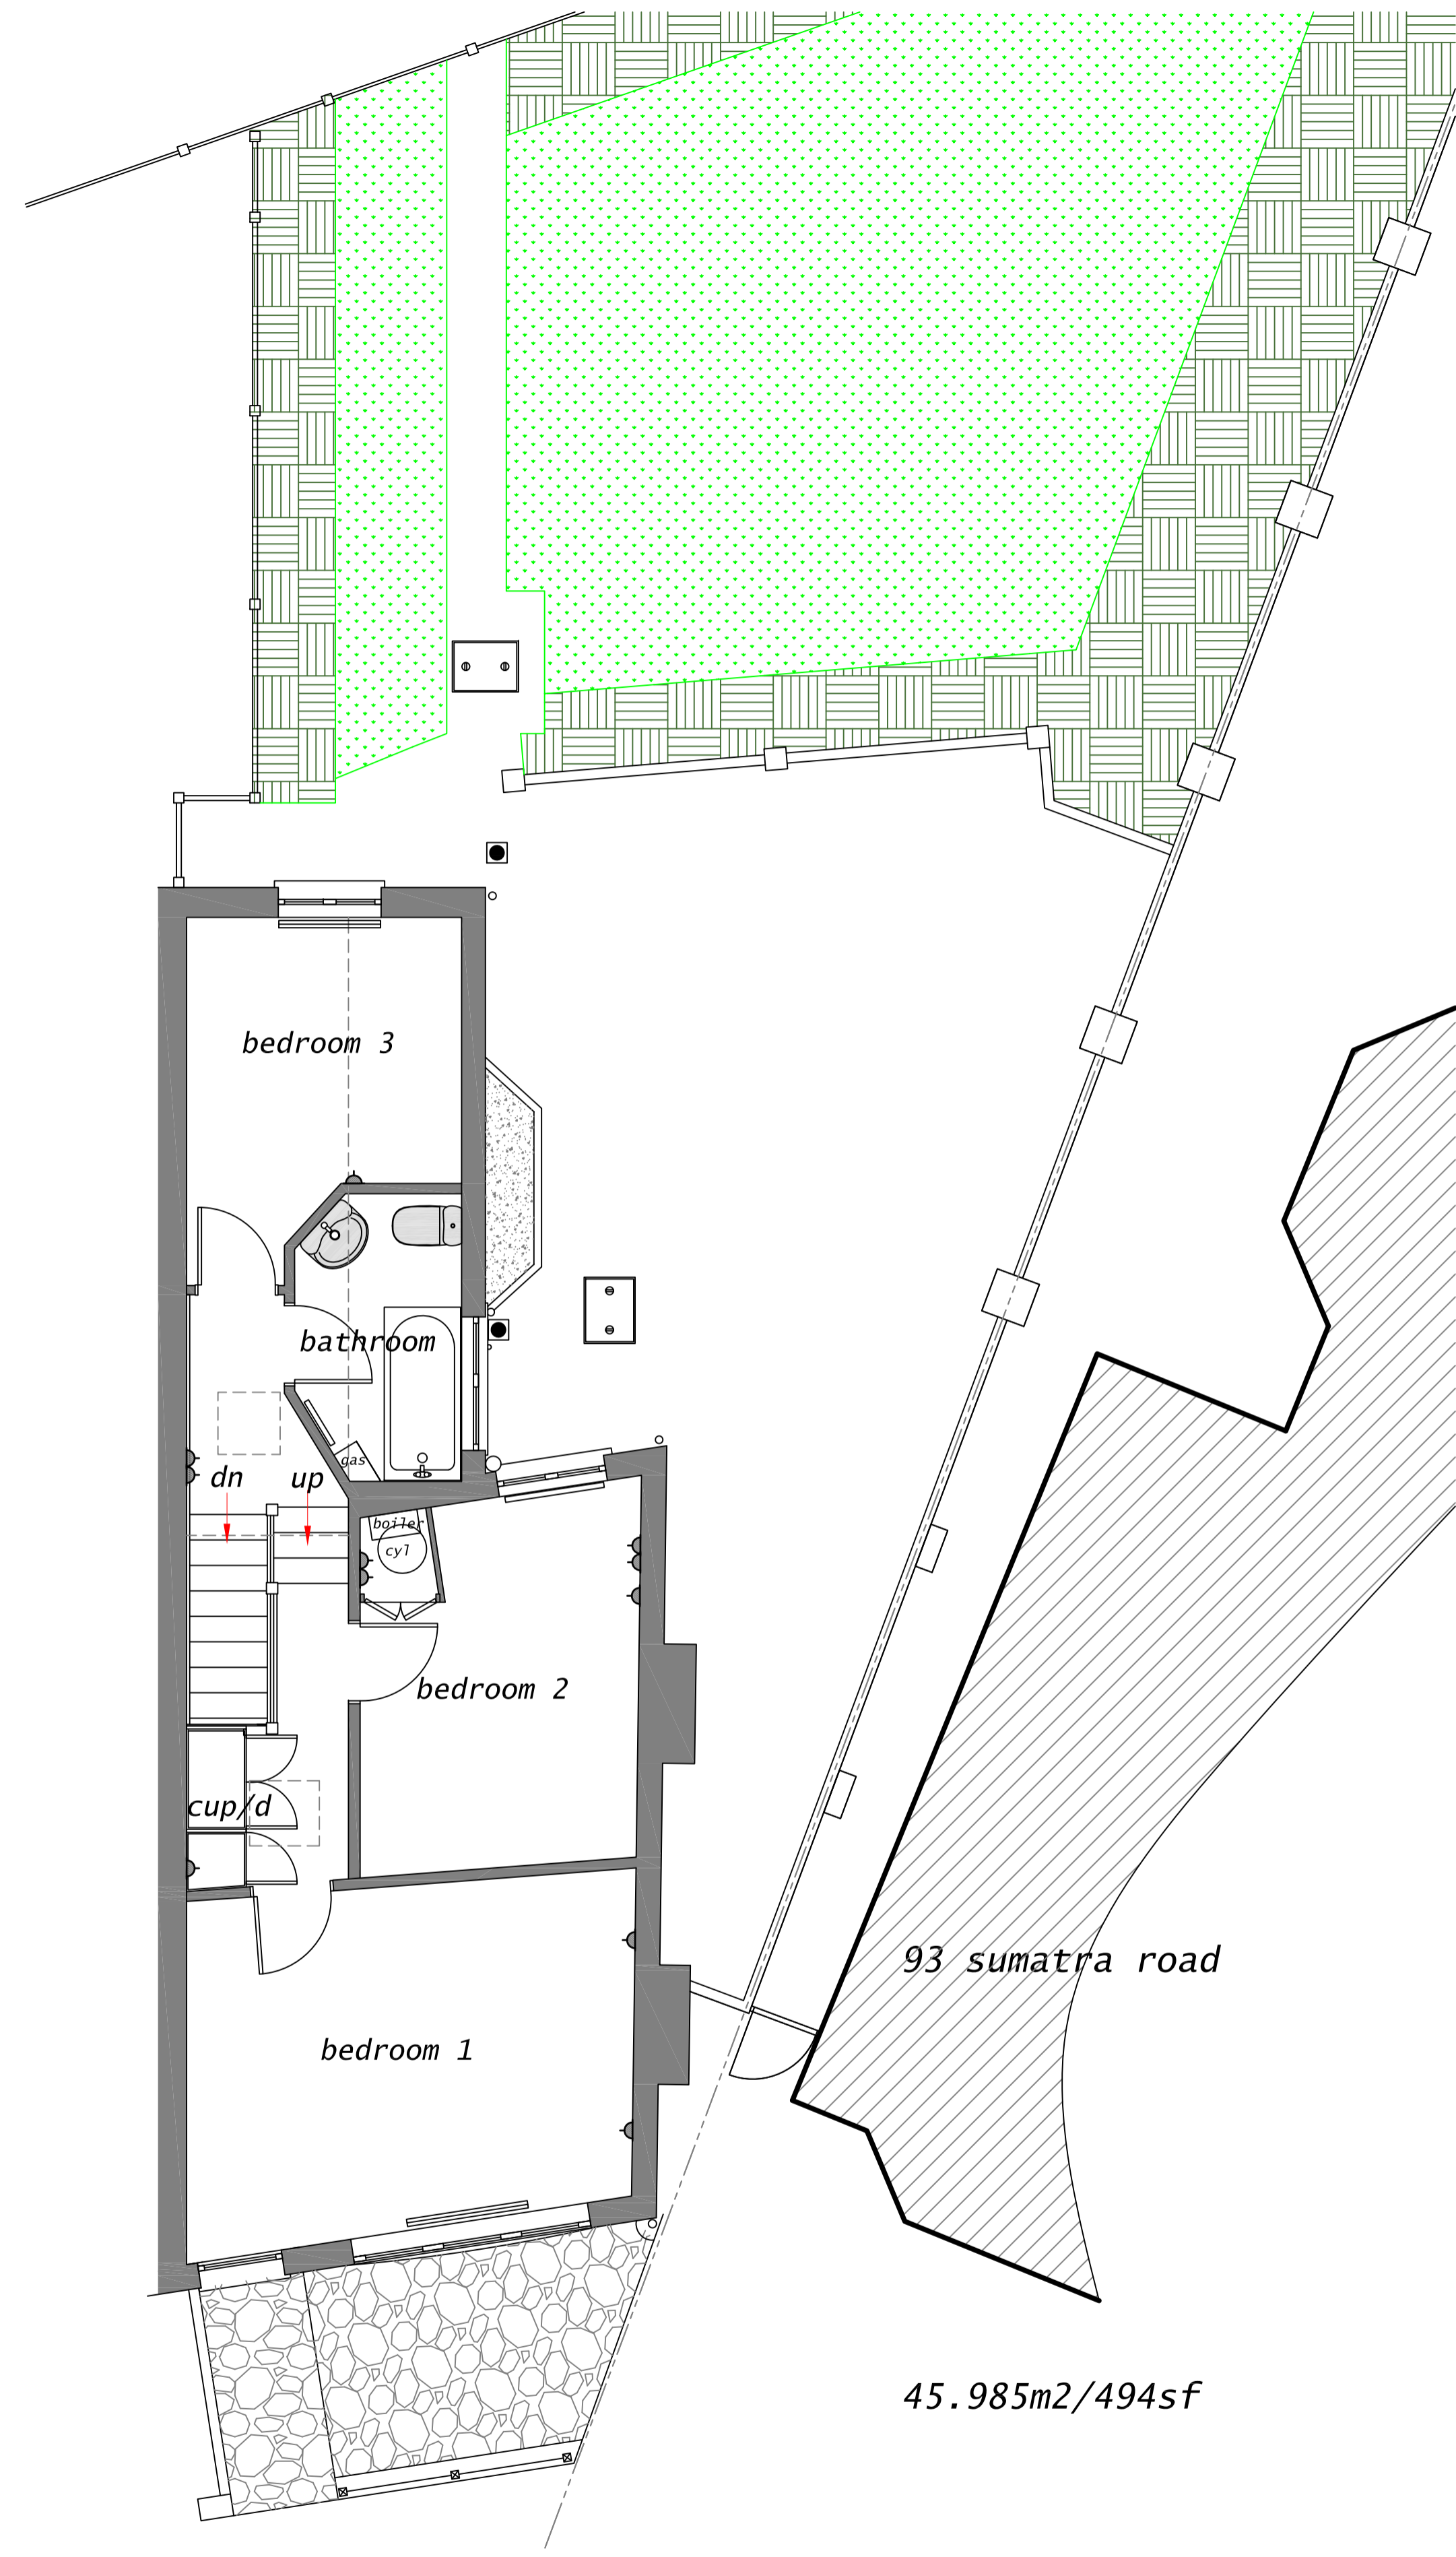 bedroom 3
bathroom
gas
dn
up
boiler
cyl
bedroom 2
cup/d
93 sumatra road
bedroom 1
45.985m2/494sf